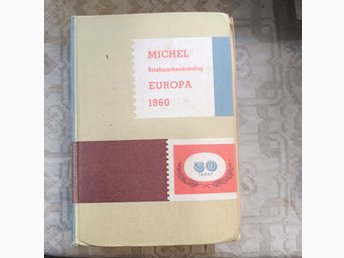 MICHEL
Briefmarkenkatalog
EUROPA
1960
50
JAHRE